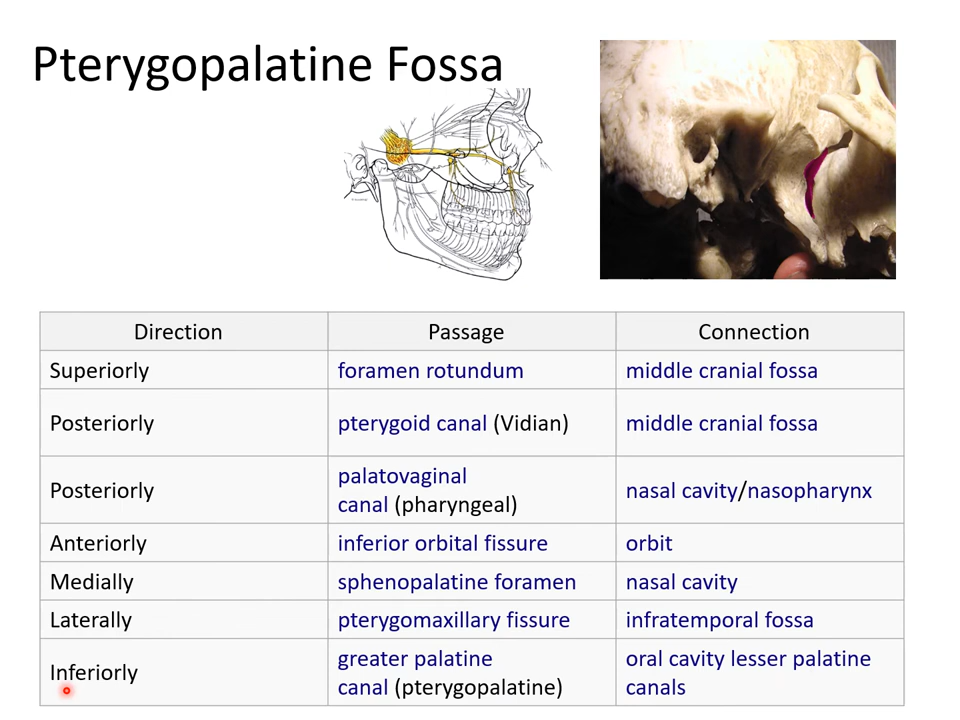 Pterygopalatine Fossa
Direction Passage Connection
Superiorly foramen rotundum middle cranial fossa
Posteriorly pterygoid canal (Vidian) middle cranial fossa
Posteriorly palatovaginal
canal (pharyngeal) nasal cavity/nasopharynx
Anteriorly inferior orbital fissure orbit
Medially sphenopalatine foramen nasal cavity
Laterally pterygomaxillary fissure infratemporal fossa
Inferiorly greater palatine
canal (pterygopalatine) oral cavity lesser palatine
canals